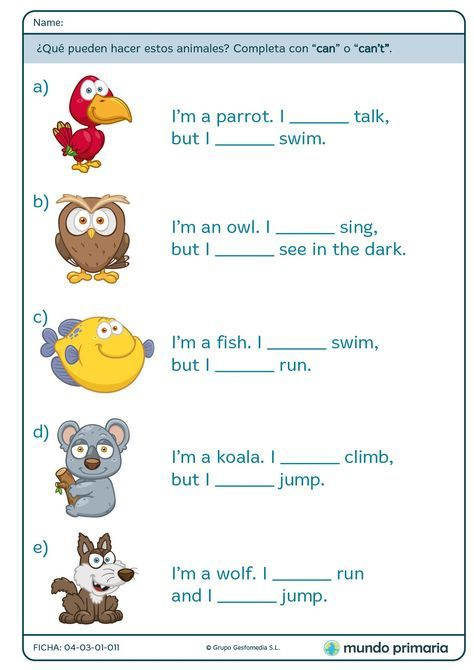 Name:
¿Qué pueden hacer estos animales? Completa con “can” o “can’t”.
a)
I’m a parrot. I ______ talk,
but I ______ swim.
b)
I’m an owl. I ______ sing,
but I ______ see in the dark.
c)
I’m a fish. I ______ swim,
but I ______ run.
d)
I’m a koala. I ______ climb,
but I ______ jump.
e)
I’m a wolf. I ______ run
and I ______ jump.
FICHA: 04-03-01-011
© Grupo Gesfomedia S.L.
mundo primaria